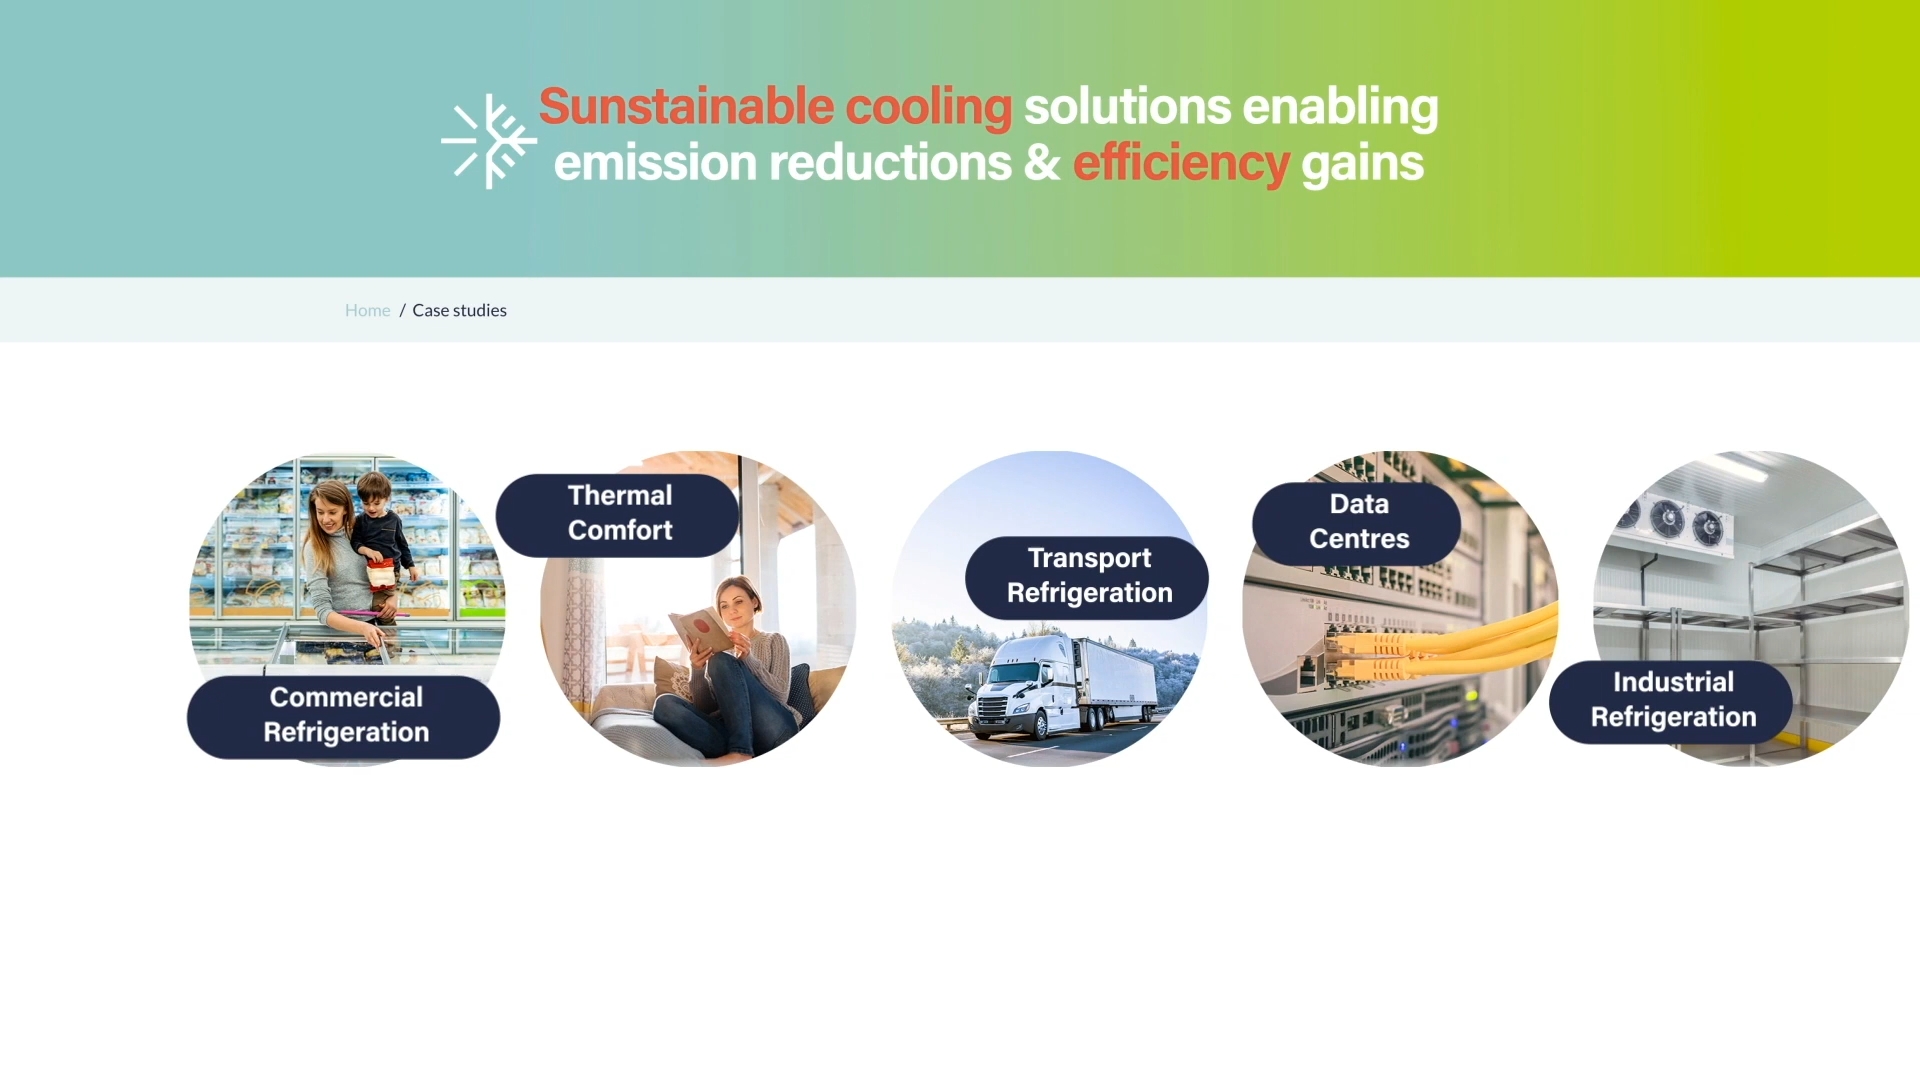 Sunstainable cooling solutions enabling
emission reductions & efficiency gains
Home / Case studies
Commercial
Refrigeration
Thermal
Comfort
Transport
Refrigeration
Data
Centres
Industrial
Refrigeration